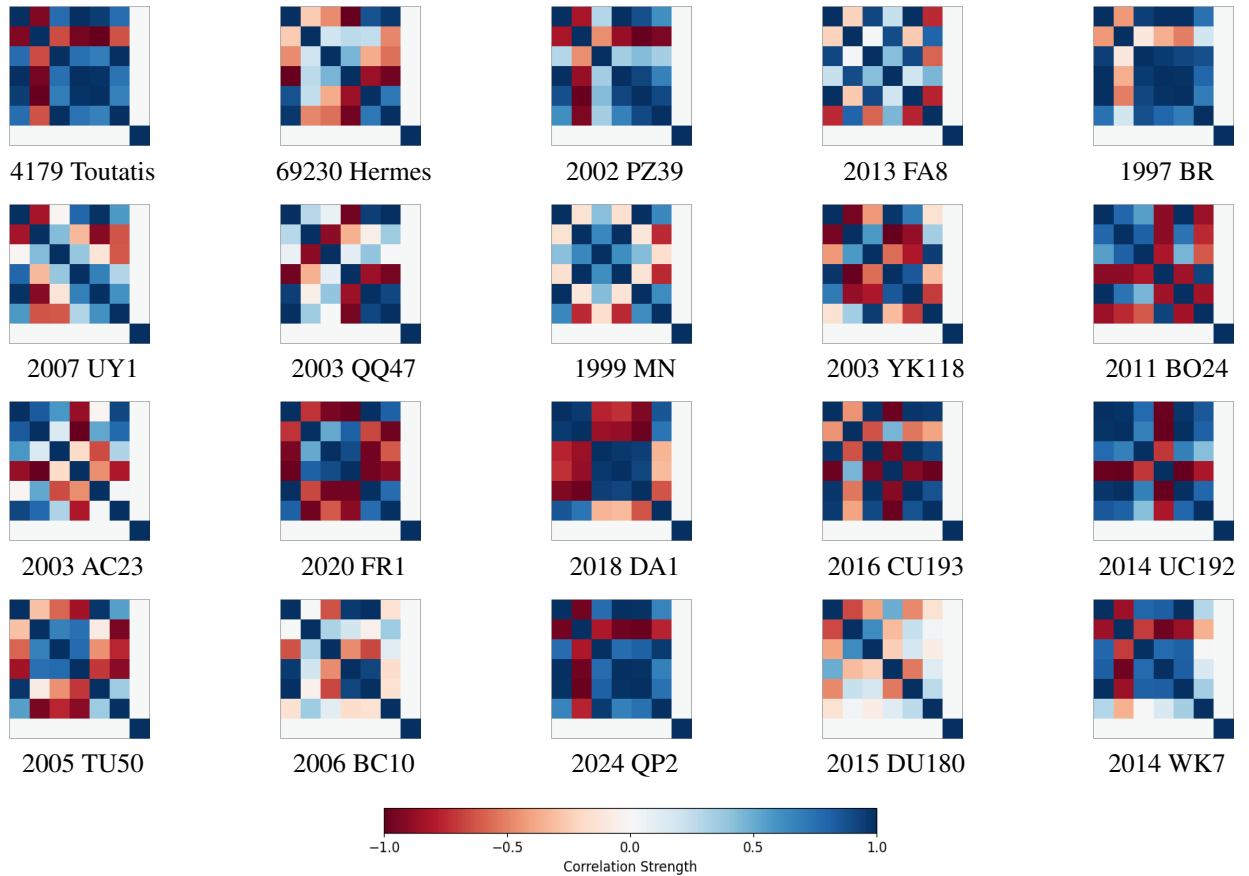 4179 Toutatis
69230 Hermes
2002 PZ39
2013 FA8
1997 BR
2007 UY1
2003 QQ47
1999 MN
2003 YK118
2011 BO24
2003 AC23
2020 FR1
2018 DA1
2016 CU193
2014 UC192
2005 TU50
2006 BC10
2024 QP2
2015 DU180
2014 WK7
−1.0 −0.5 0.0 0.5 1.0
Correlation Strength